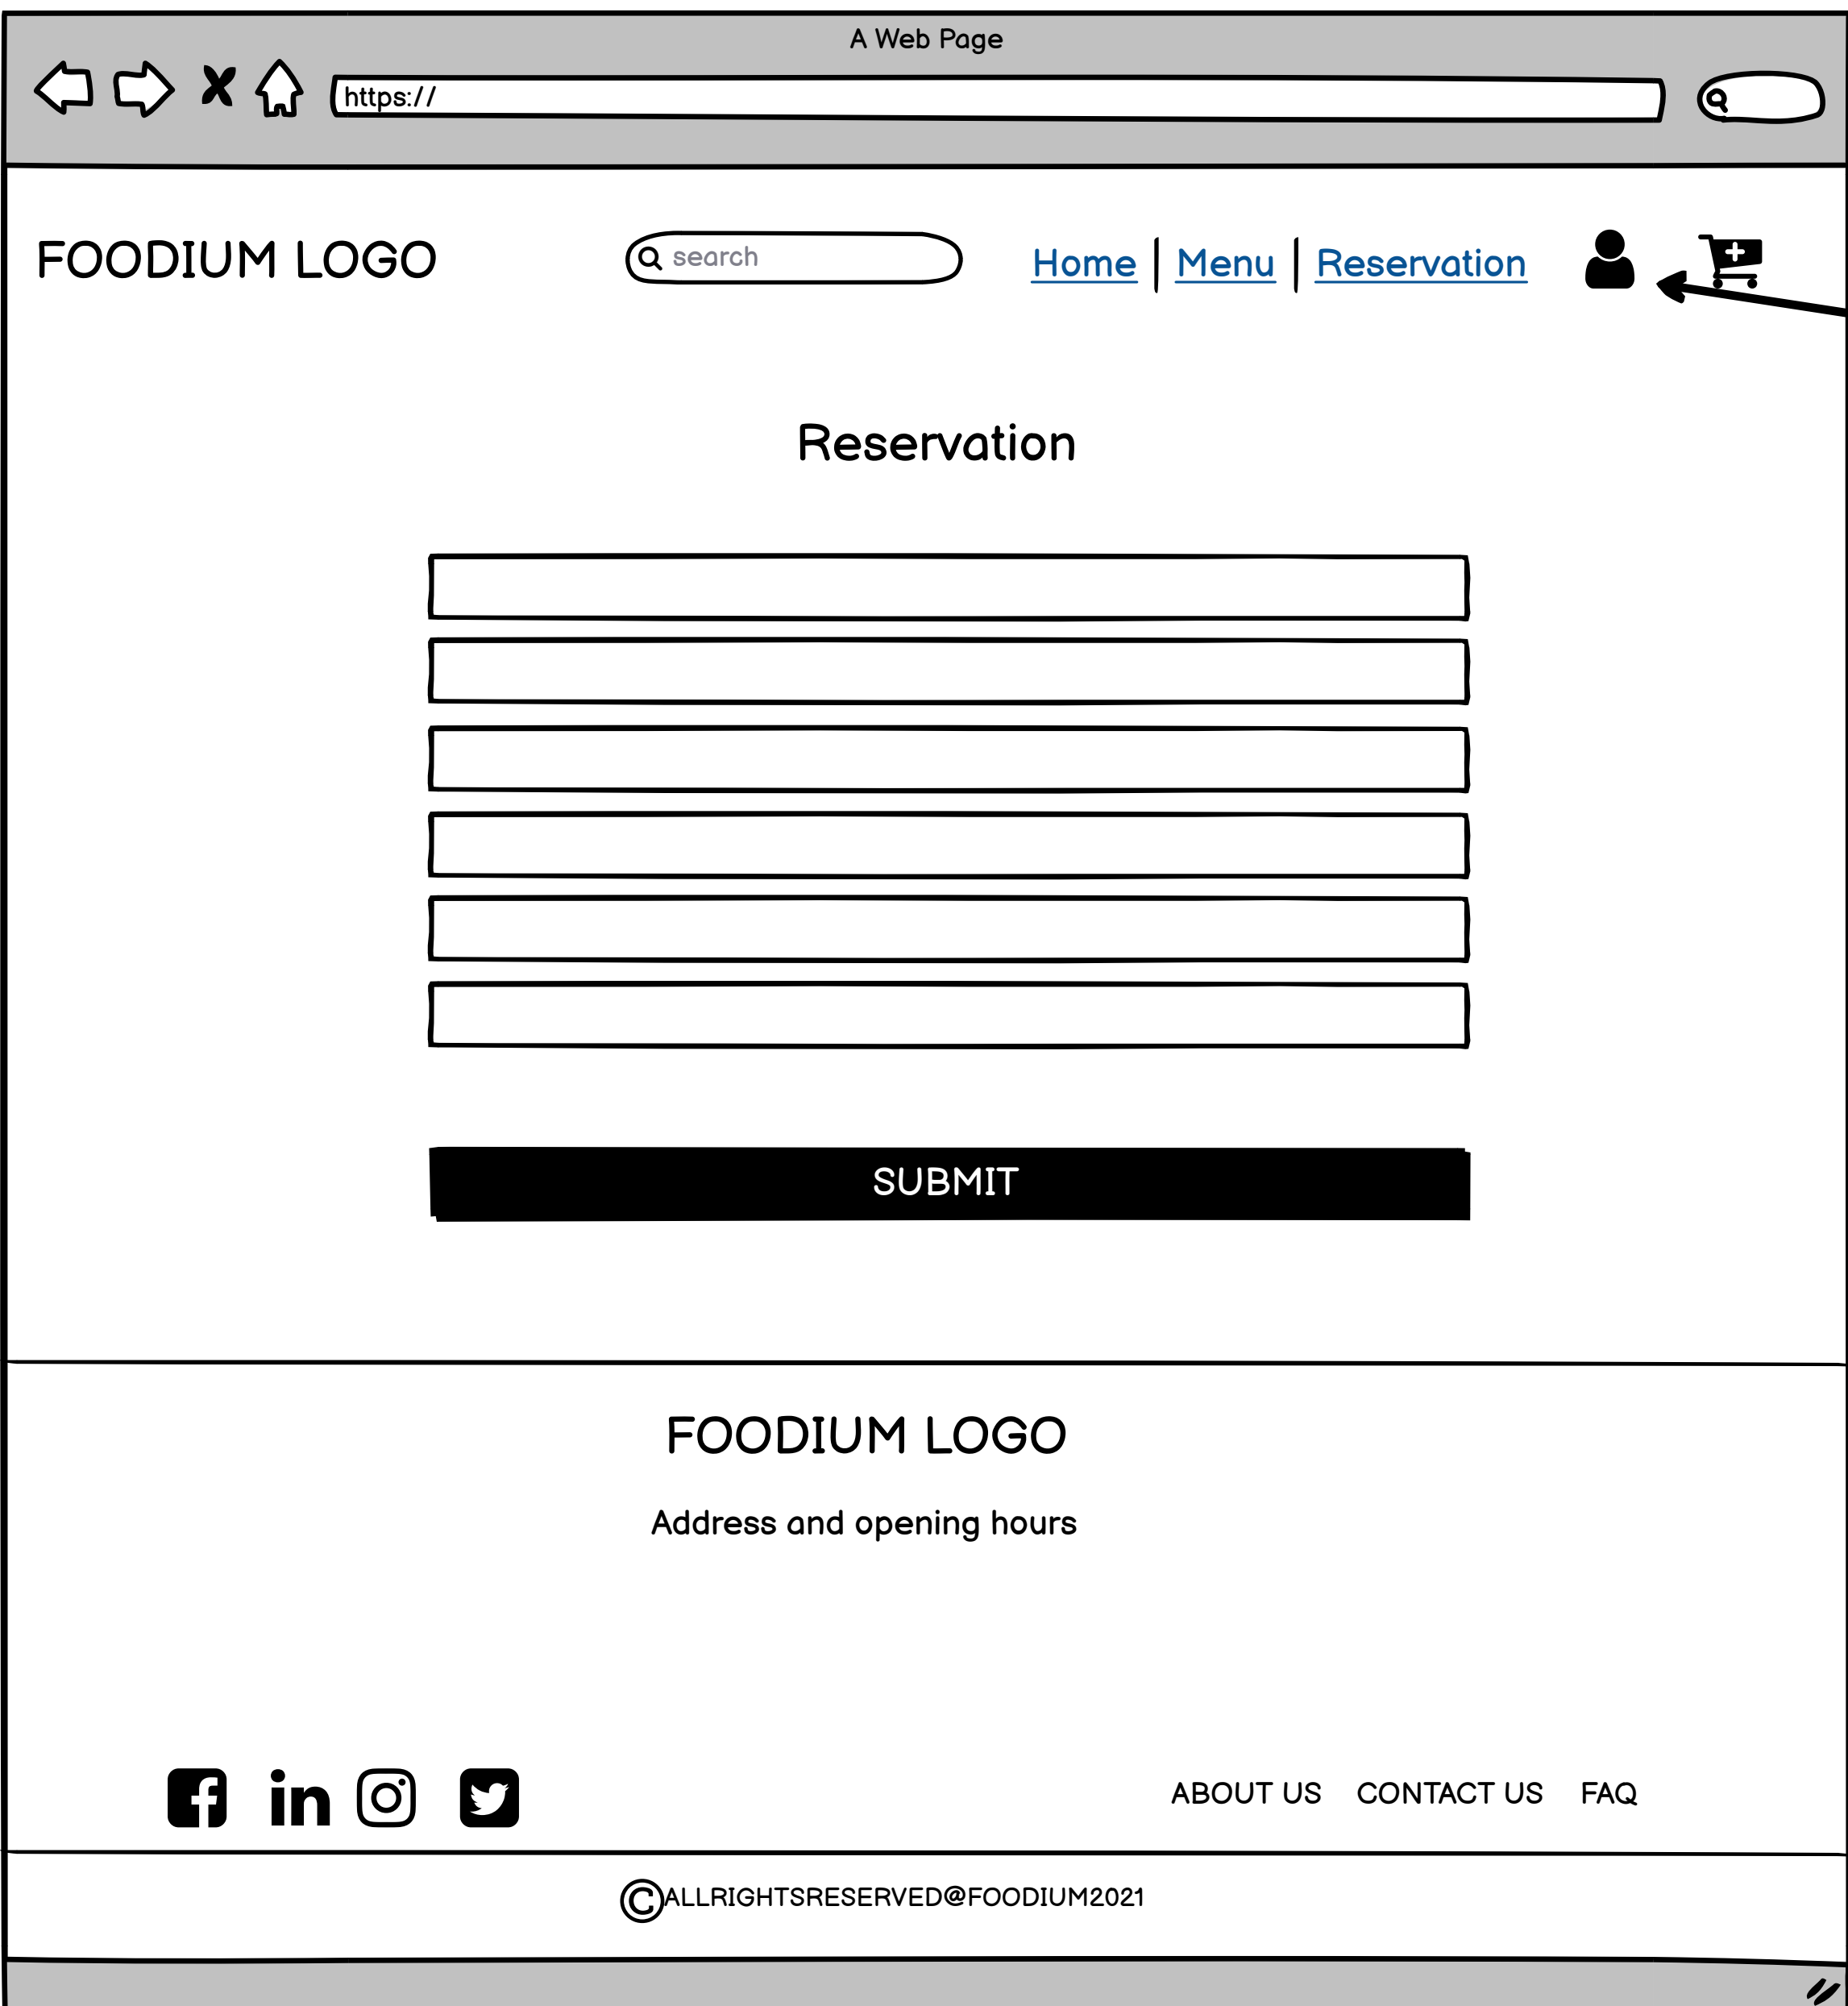 A Web Page
https://
FOODIUM LOGO
search
Home | Menu | Reservation
Reservation
SUBMIT
FOODIUM LOGO
Address and opening hours
ABOUT US CONTACT US FAQ
©ALLRIGHTSRESERVED@FOODIUM2021